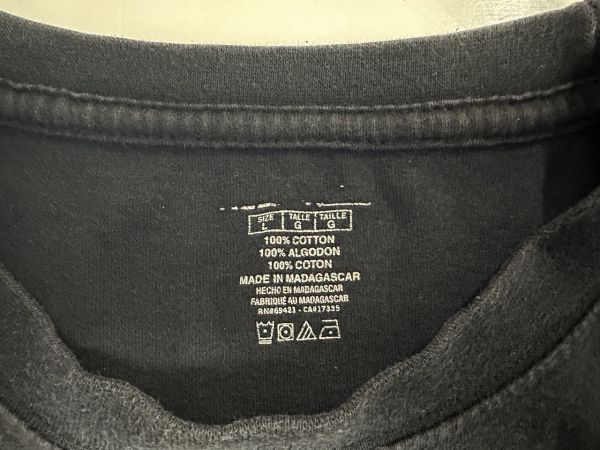 SIZE TALLE TAILLE
L G G
100% COTTON
100% ALGODON
100% COTON
MADE IN MADAGASCAR
HECHO EN MADAGASCAR
FABRIQUÉ AU MADAGASCAR
RN#69421 - CA#17335